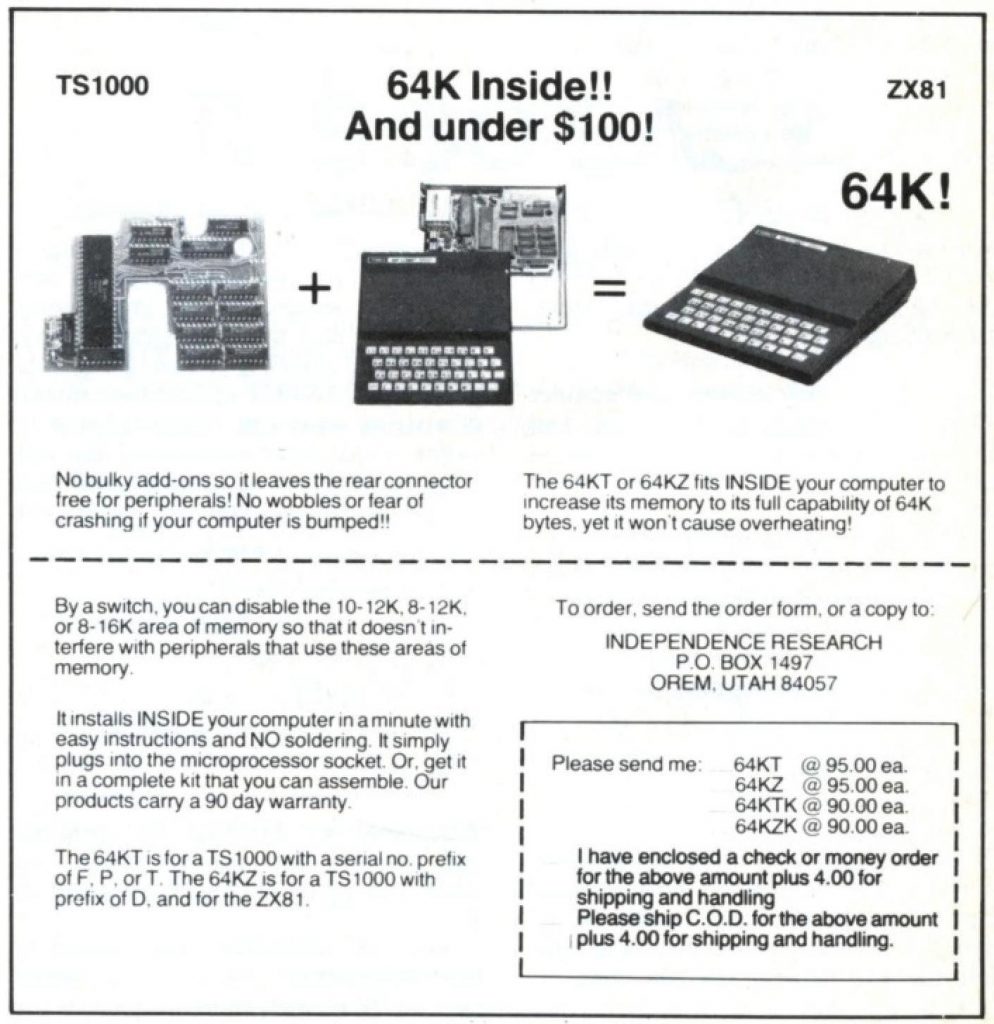 TS1000
64K Inside!!
And under $100!
ZX81
64K!
+
=
No bulky add-ons so it leaves the rear connector
free for peripherals! No wobbles or fear of
crashing if your computer is bumped!!
The 64KT or 64KZ fits INSIDE your computer to
increase its memory to its full capability of 64K
bytes, yet it won't cause overheating!
By a switch, you can disable the 10-12K, 8-12K,
or 8-16K area of memory so that it doesn't in-
terfere with peripherals that use these areas of
memory.
It installs INSIDE your computer in a minute with
easy instructions and NO soldering. It simply
plugs into the microprocessor socket. Or, get it
in a complete kit that you can assemble. Our
products carry a 90 day warranty.
The 64KT is for a TS1000 with a serial no. prefix
of F, P, or T. The 64KZ is for a TS1000 with
prefix of D, and for the ZX81.
To order, send the order form, or a copy to:
INDEPENDENCE RESEARCH
P.O. BOX 1497
OREM, UTAH 84057
Please send me: 64KT @ 95.00 ea.
64KZ @ 95.00 ea.
64KTK @ 90.00 ea.
64KZK @ 90.00 ea.
I have enclosed a check or money order
for the above amount plus 4.00 for
shipping and handling
Please ship C.O.D. for the above amount
plus 4.00 for shipping and handling.